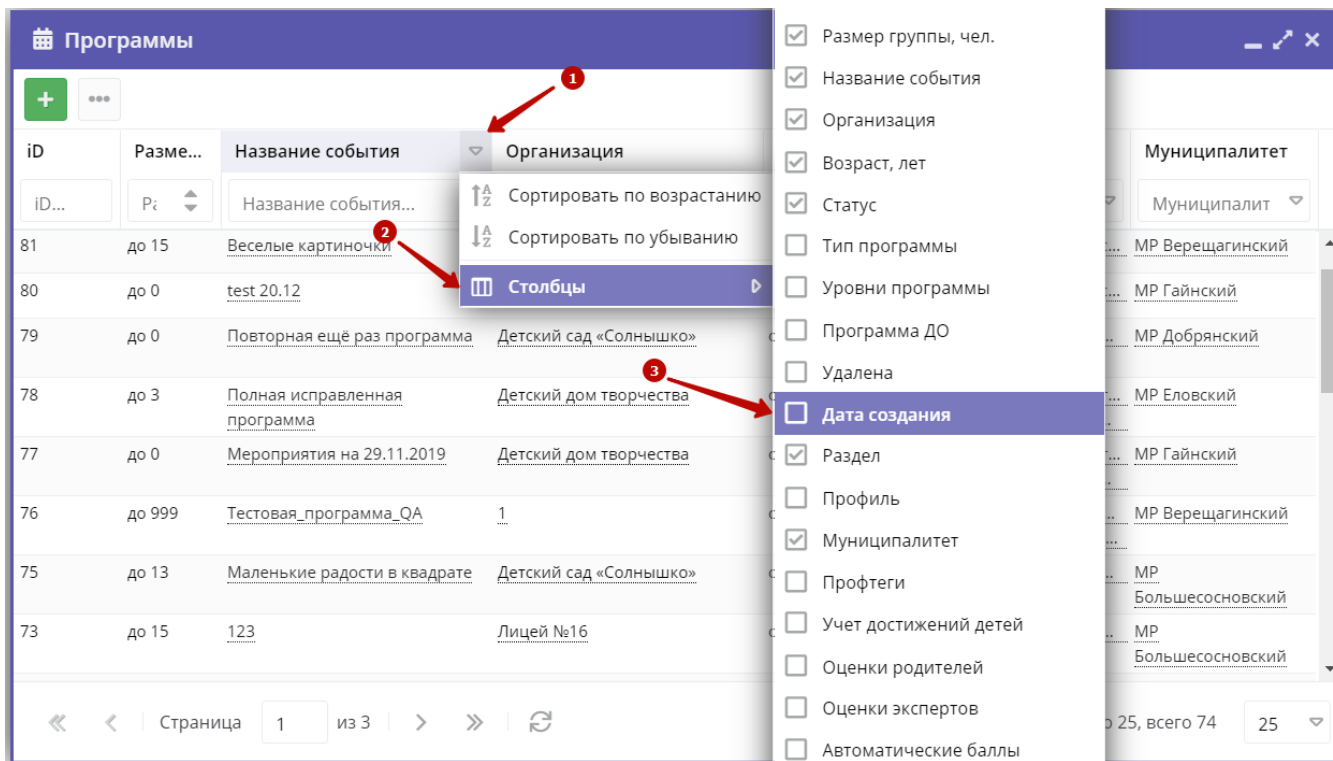 Программы
1
iD
Разме...
Название события
Организация
Муниципалитет
iD...
Название события...
Муниципалит
Сортировать по возрастанию
Сортировать по убыванию
2
Столбцы
Размер группы, чел.
Название события
Организация
Возраст, лет
Статус
Тип программы
Уровни программы
Программа ДО
Удалена
3
Дата создания
Раздел
Профиль
Муниципалитет
Профтеги
Учет достижений детей
Оценки родителей
Оценки экспертов
Автоматические баллы
81 до 15 Веселые картиночки МР Верещагинский
80 до 0 test 20.12 МР Гайнский
79 до 0 Повторная ещё раз программа Детский сад «Солнышко» МР Добрянский
78 до 3 Полная исправленная Детский дом творчества МР Еловский
программа
77 до 0 Мероприятия на 29.11.2019 Детский дом творчества МР Гайнский
76 до 999 Тестовая_программа_QA 1 МР Верещагинский
75 до 13 Маленькие радости в квадрате Детский сад «Солнышко» МР
Большесосновский
73 до 15 123 Лицей №16 МР
Большесосновский
Страница 1 из 3
25, всего 74 25